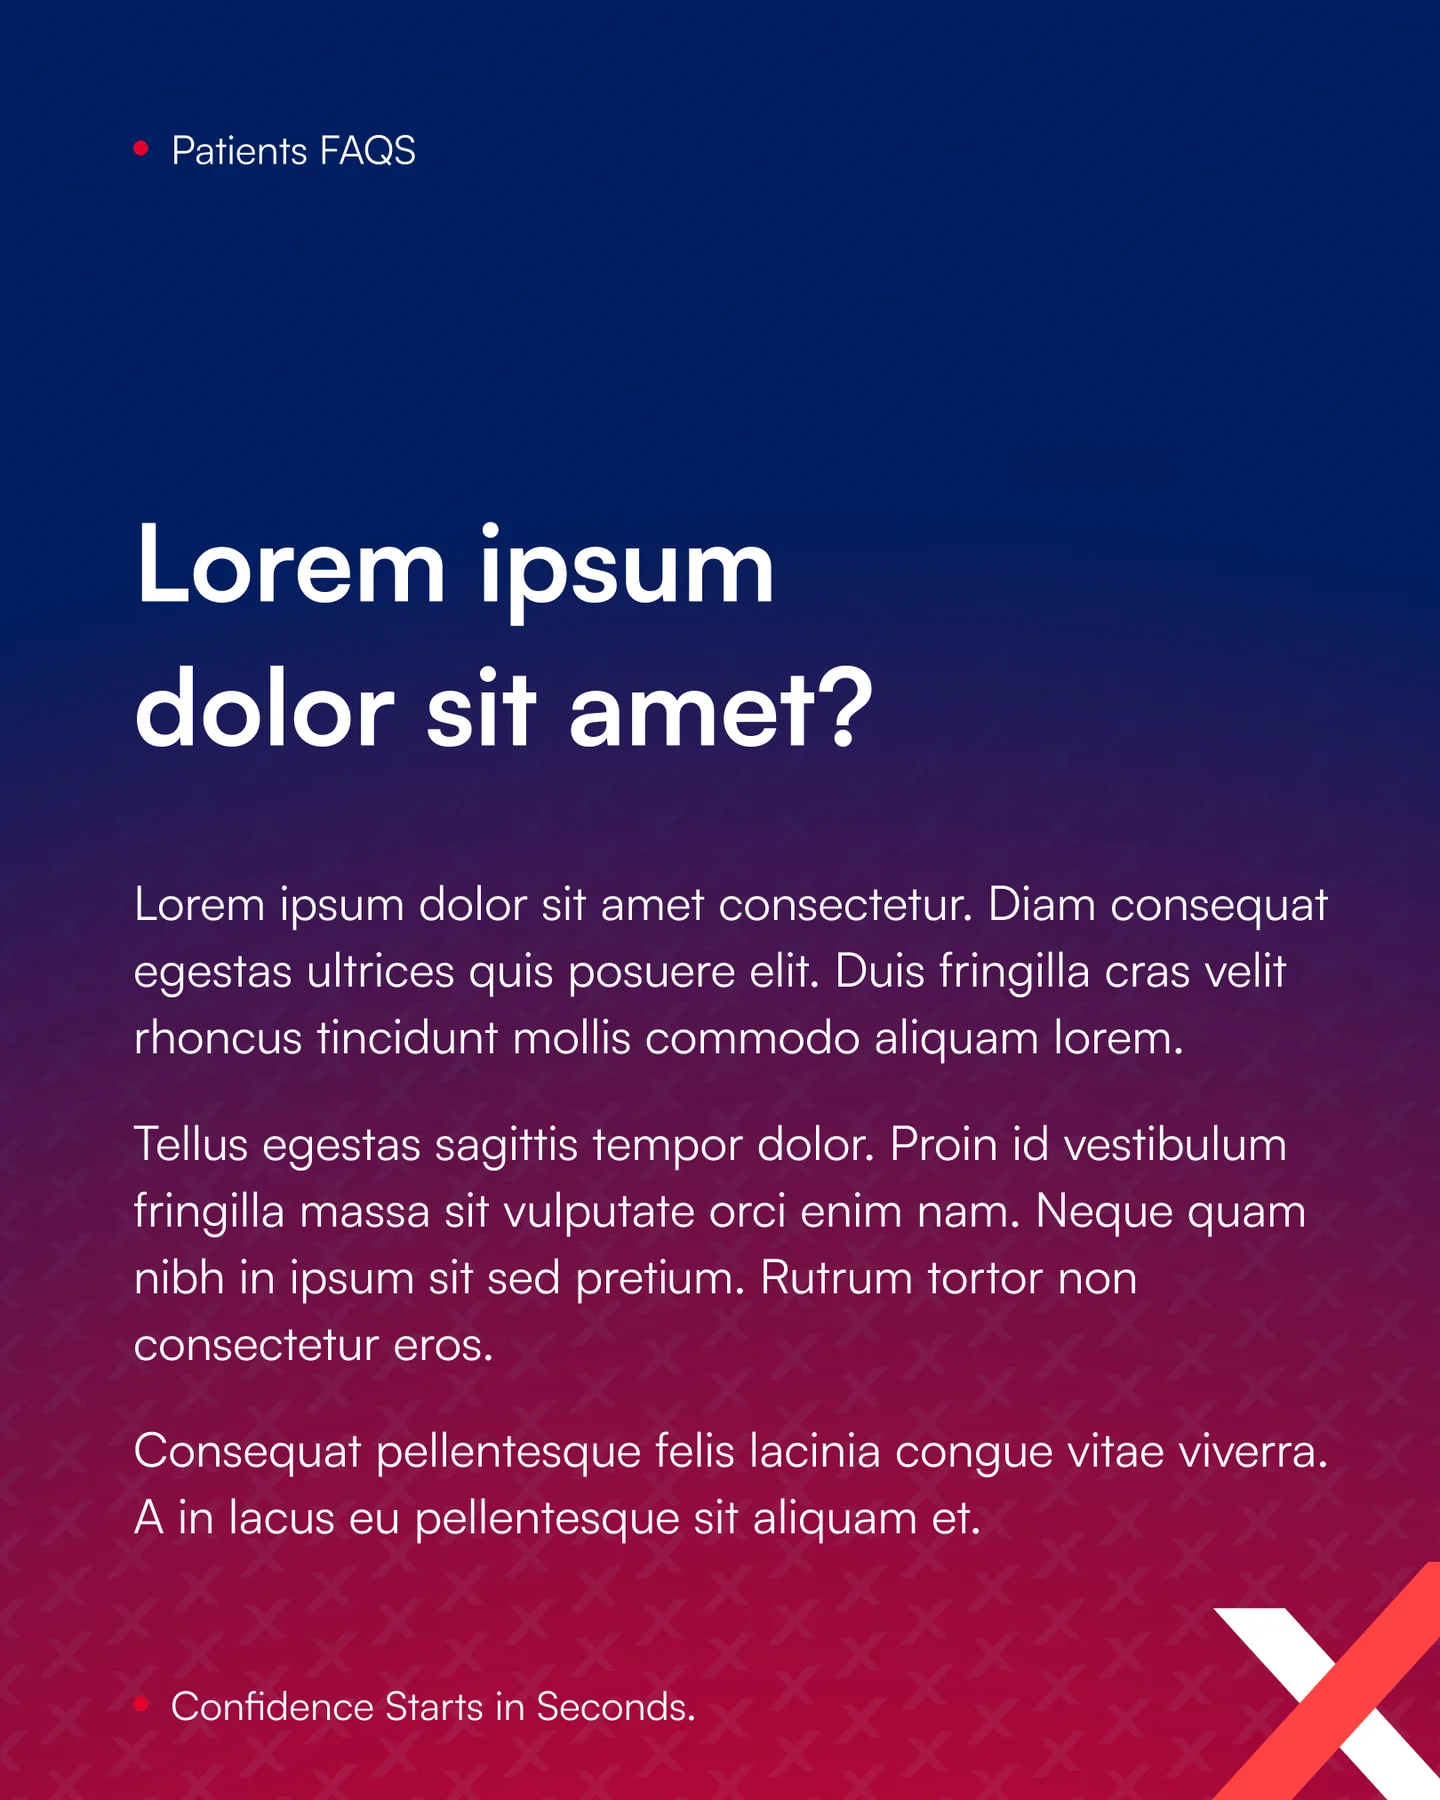 Patients FAQS
Lorem ipsum
dolor sit amet?
Lorem ipsum dolor sit amet consectetur. Diam consequat
egestas ultrices quis posuere elit. Duis fringilla cras velit
rhoncus tincidunt mollis commodo aliquam lorem.
Tellus egestas sagittis tempor dolor. Proin id vestibulum
fringilla massa sit vulputate orci enim nam. Neque quam
nibh in ipsum sit sed pretium. Rutrum tortor non
consectetur eros.
Consequat pellentesque felis lacinia congue vitae viverra.
A in lacus eu pellentesque sit aliquam et.
Confidence Starts in Seconds.